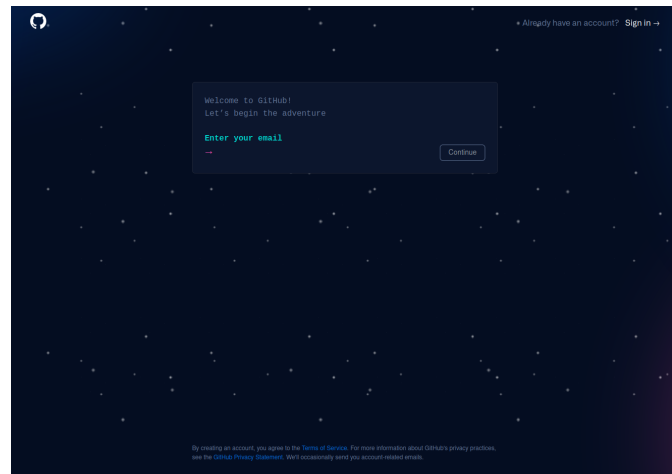 Already have an account? Sign in →
Welcome to GitHub!
Let's begin the adventure
Enter your email
→
Continue
By creating an account, you agree to the Terms of Service. For more information about GitHub's privacy practices,
see the GitHub Privacy Statement. We'll occasionally send you account-related emails.